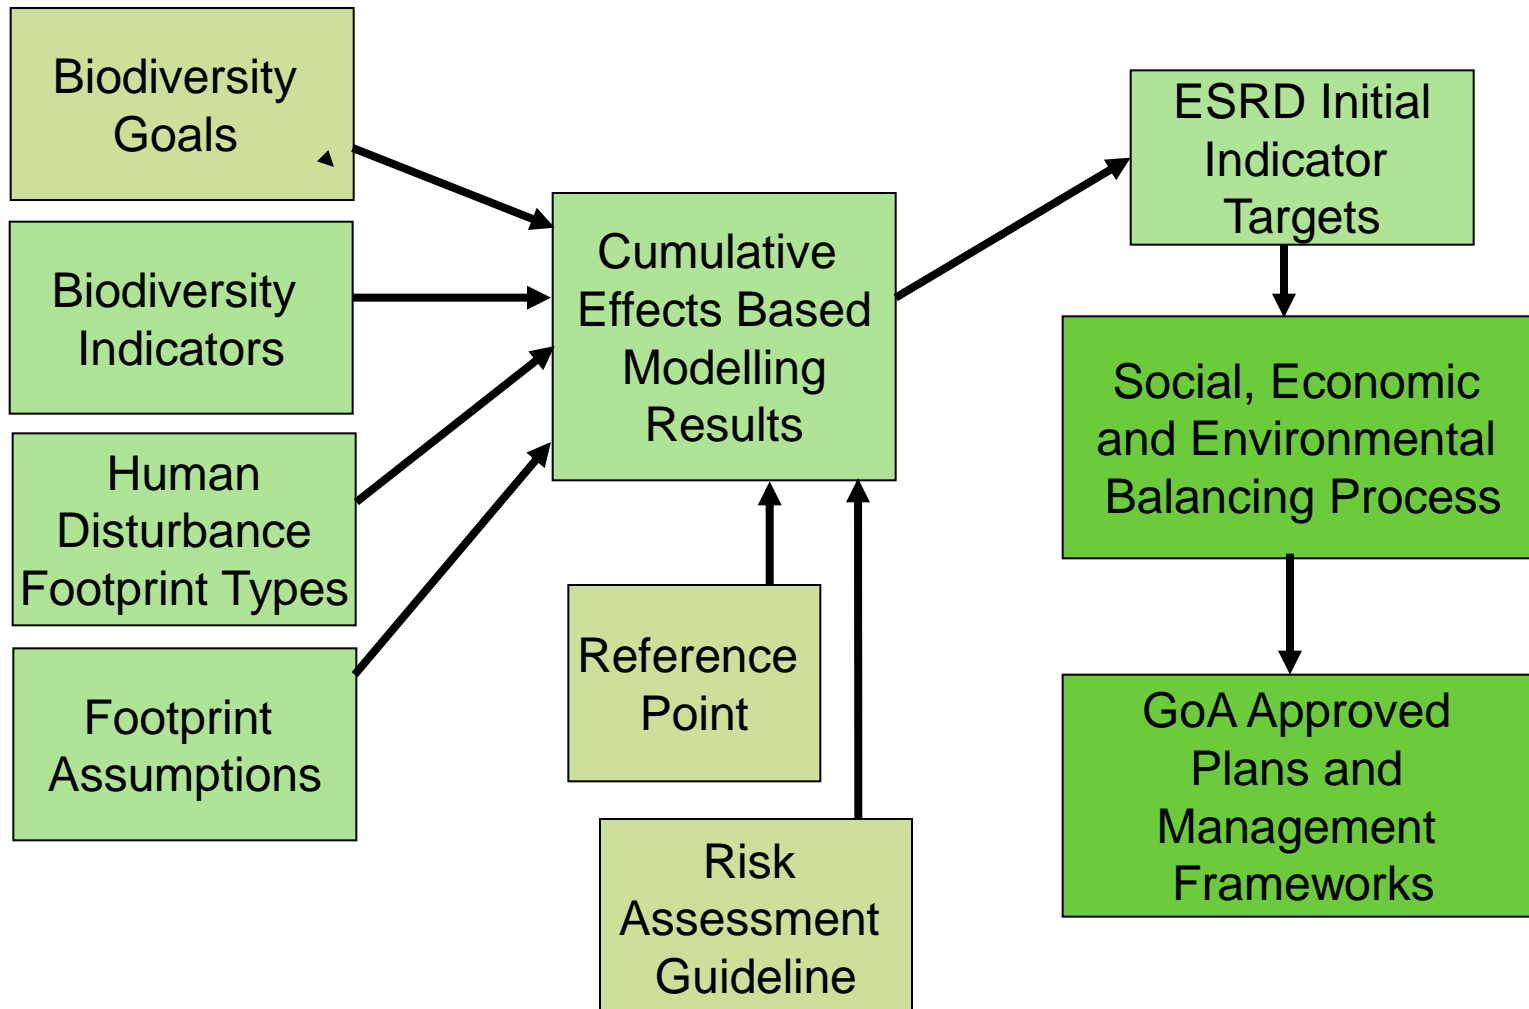 Biodiversity
Goals
Biodiversity
Indicators
Human
Disturbance
Footprint Types
Footprint
Assumptions
Cumulative
Effects Based
Modelling
Results
Reference
Point
Risk
Assessment
Guideline
ESRD Initial
Indicator
Targets
Social, Economic
and Environmental
Balancing Process
GoA Approved
Plans and
Management
Frameworks